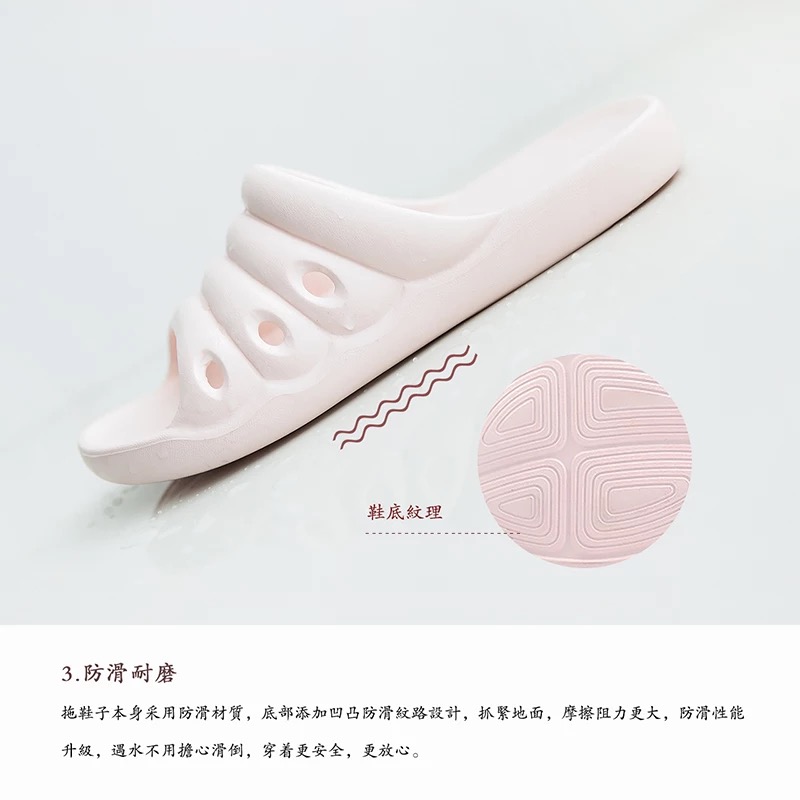 鞋底紋理
3.防滑耐磨
拖鞋子本身采用防滑材質，底部添加凹凸防滑紋路設計，抓緊地面，摩擦阻力更大，防滑性能
升級，遇水不用擔心滑倒，穿着更安全，更放心。